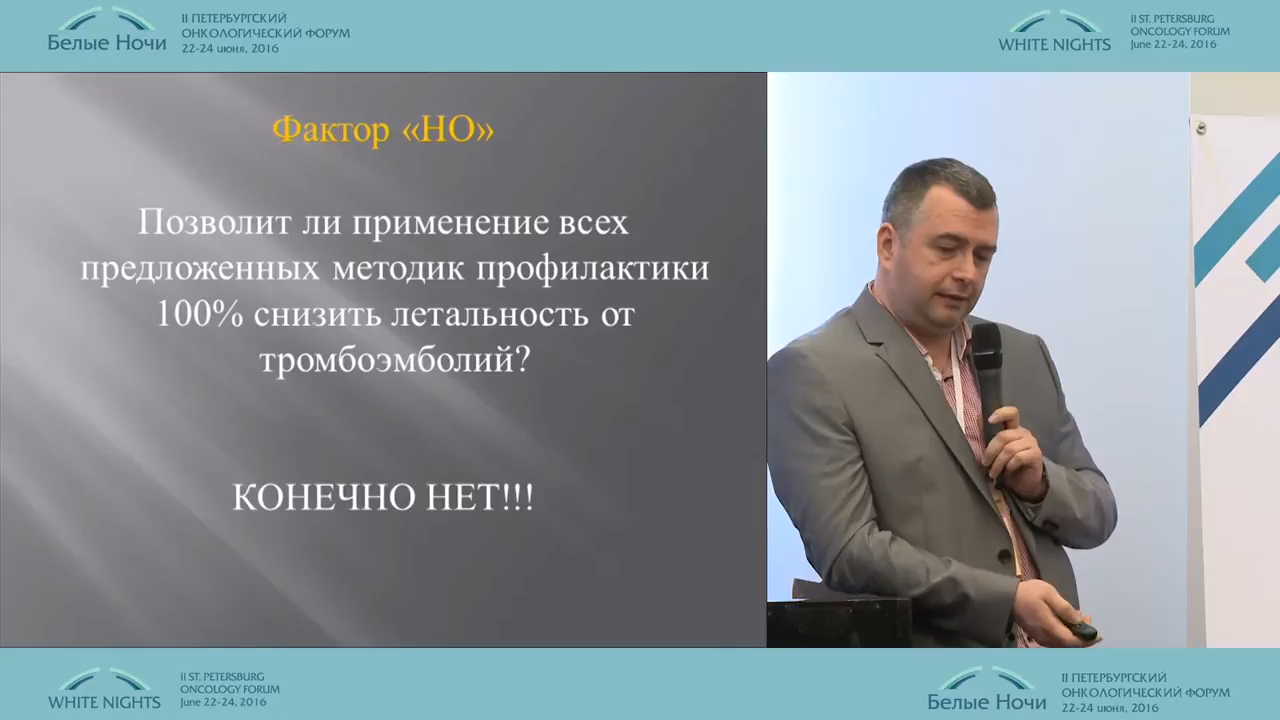 Белые Ночи
II ПЕТЕРБУРГСКИЙ
ОНКОЛОГИЧЕСКИЙ ФОРУМ
22-24 июня, 2016
WHITE NIGHTS
II ST. PETERSBURG
ONCOLOGY FORUM
June 22-24, 2016
Фактор «НО»
Позволит ли применение всех
предложенных методик профилактики
100% снизить летальность от
тромбоэмболий?
КОНЕЧНО НЕТ!!!
WHITE NIGHTS
II ST. PETERSBURG
ONCOLOGY FORUM
June 22-24, 2016
Белые Ночи
II ПЕТЕРБУРГСКИЙ
ОНКОЛОГИЧЕСКИЙ ФОРУМ
22-24 июня, 2016